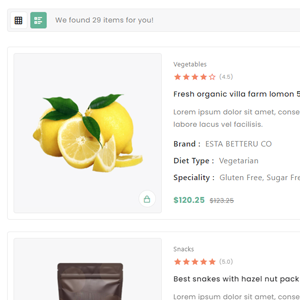 We found 29 items for you!
Vegetables
(4.5)
Fresh organic villa farm lomon 5
Lorem ipsum dolor sit amet, conse
labore lacus vel facilisis.
Brand : ESTA BETTERU CO
Diet Type : Vegetarian
Speciality : Gluten Free, Sugar Fre
$120.25 $123.25
Snacks
(5.0)
Best snakes with hazel nut pack
Lorem ipsum dolor sit amet, conse